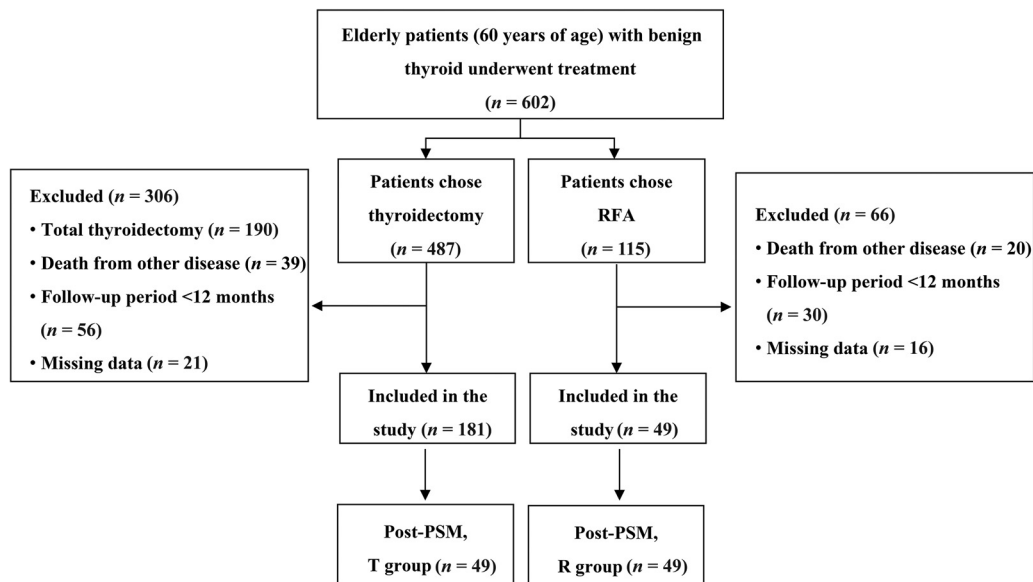 Elderly patients (60 years of age) with benign
thyroid underwent treatment
(n = 602)
Patients chose
thyroidectomy
(n = 487)
Patients chose
RFA
(n = 115)
Excluded (n = 306)
• Total thyroidectomy (n = 190)
• Death from other disease (n = 39)
• Follow-up period <12 months
(n = 56)
• Missing data (n = 21)
Excluded (n = 66)
• Death from other disease (n = 20)
• Follow-up period <12 months
(n = 30)
• Missing data (n = 16)
Included in the
study (n = 181)
Included in the
study (n = 49)
Post-PSM,
T group (n = 49)
Post-PSM,
R group (n = 49)